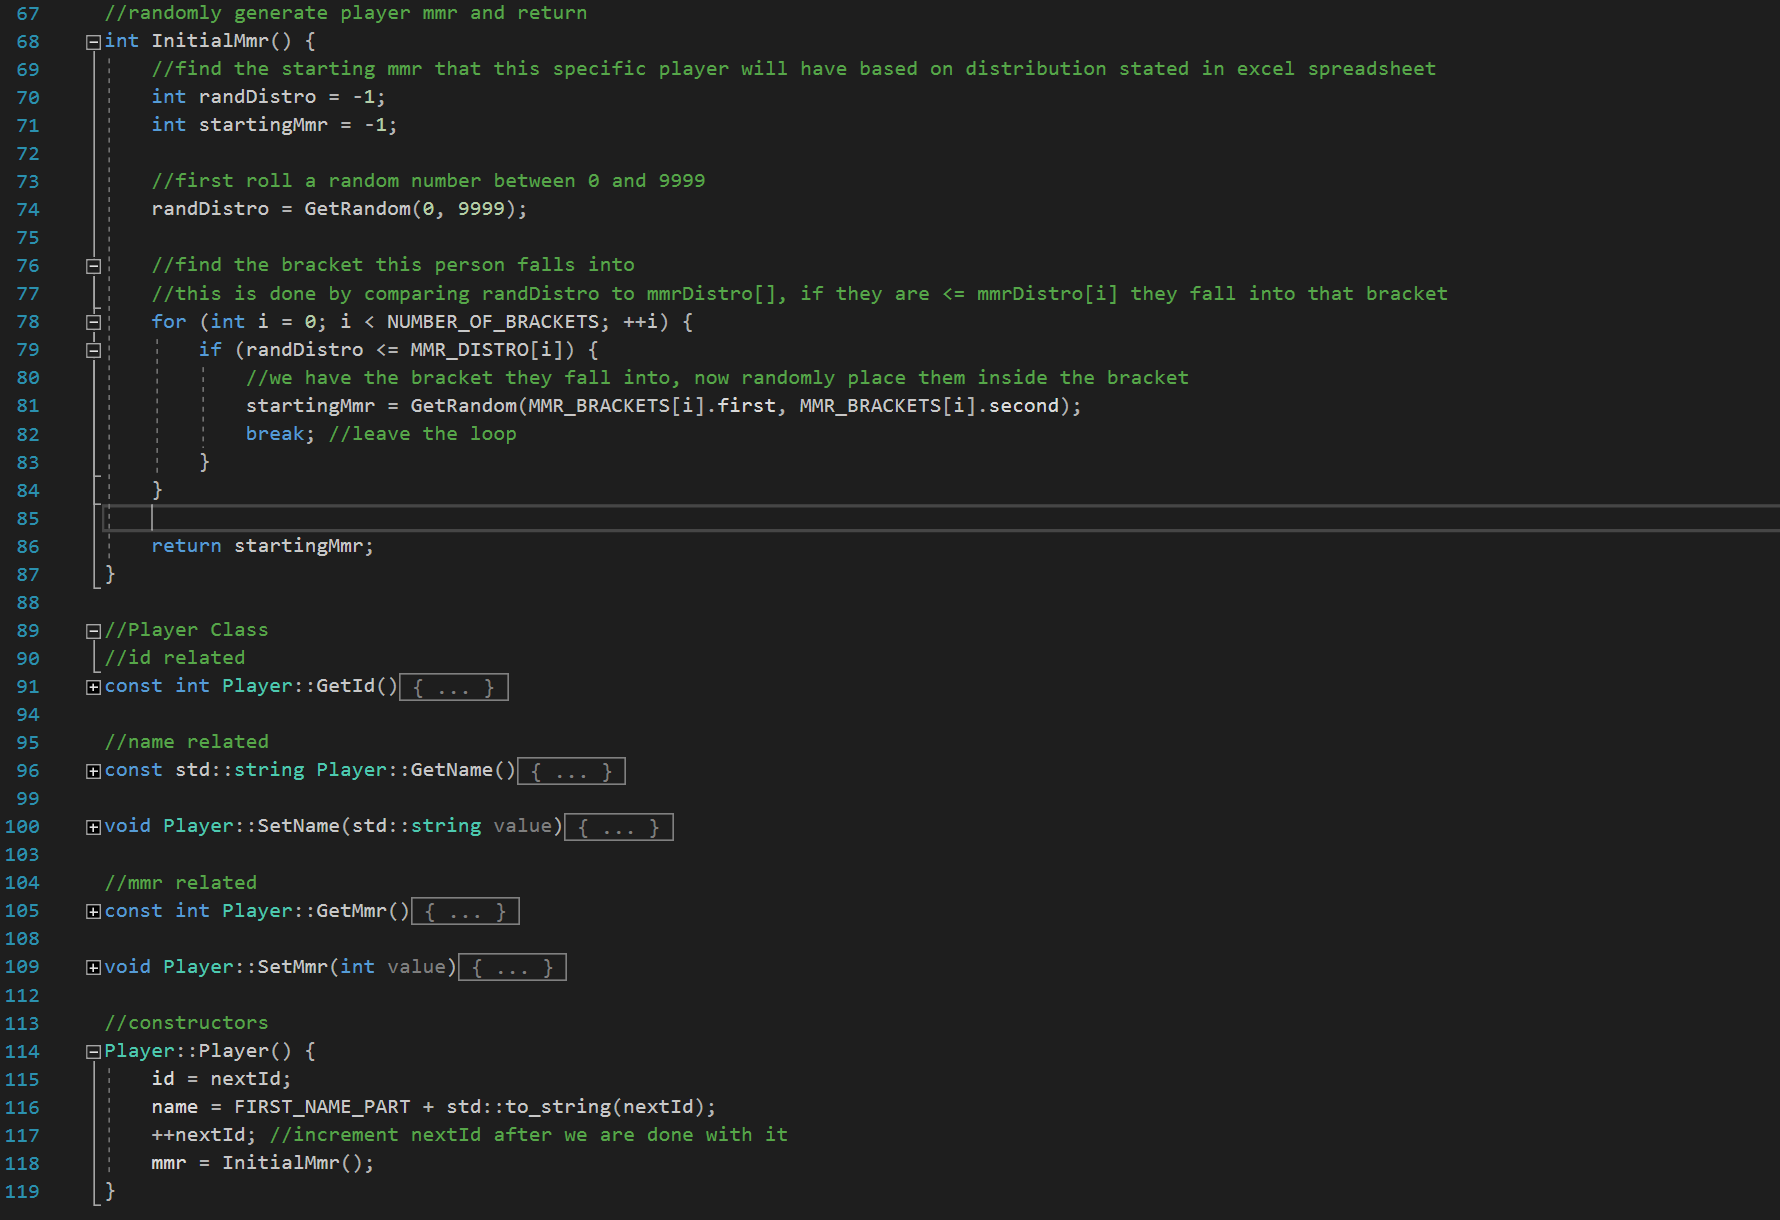 67 //randomly generate player mmr and return
68 int InitialMmr() {
69 //find the starting mmr that this specific player will have based on distribution stated in excel spreadsheet
70 int randDistro = -1;
71 int startingMmr = -1;
72
73 //first roll a random number between 0 and 9999
74 randDistro = GetRandom(0, 9999);
75
76 //find the bracket this person falls into
77 //this is done by comparing randDistro to mmrDistro[], if they are <= mmrDistro[i] they fall into that bracket
78 for (int i = 0; i < NUMBER_OF_BRACKETS; ++i) {
79 if (randDistro <= MMR_DISTRO[i]) {
80 //we have the bracket they fall into, now randomly place them inside the bracket
81 startingMmr = GetRandom(MMR_BRACKETS[i].first, MMR_BRACKETS[i].second);
82 break; //leave the loop
83 }
84 }
85
86 return startingMmr;
87 }
88
89 //Player Class
90 //id related
91 const int Player::GetId() { ... }
94
95 //name related
96 const std::string Player::GetName() { ... }
99
100 void Player::SetName(std::string value) { ... }
103
104 //mmr related
105 const int Player::GetMmr() { ... }
108
109 void Player::SetMmr(int value) { ... }
112
113 //constructors
114 Player::Player() {
115 id = nextId;
116 name = FIRST_NAME_PART + std::to_string(nextId);
117 ++nextId; //increment nextId after we are done with it
118 mmr = InitialMmr();
119 }